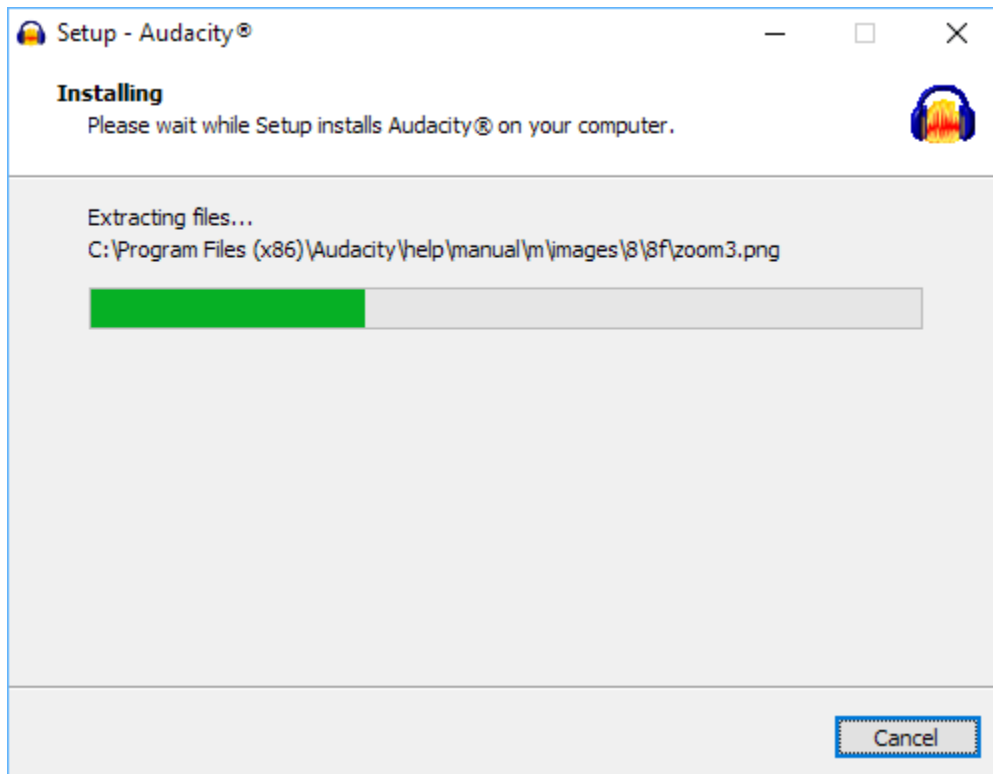 Setup - Audacity®
Installing
Please wait while Setup installs Audacity® on your computer.
Extracting files...
C:\Program Files (x86)\Audacity\help\manual\m\images\8\8f\zoom3.png
Cancel